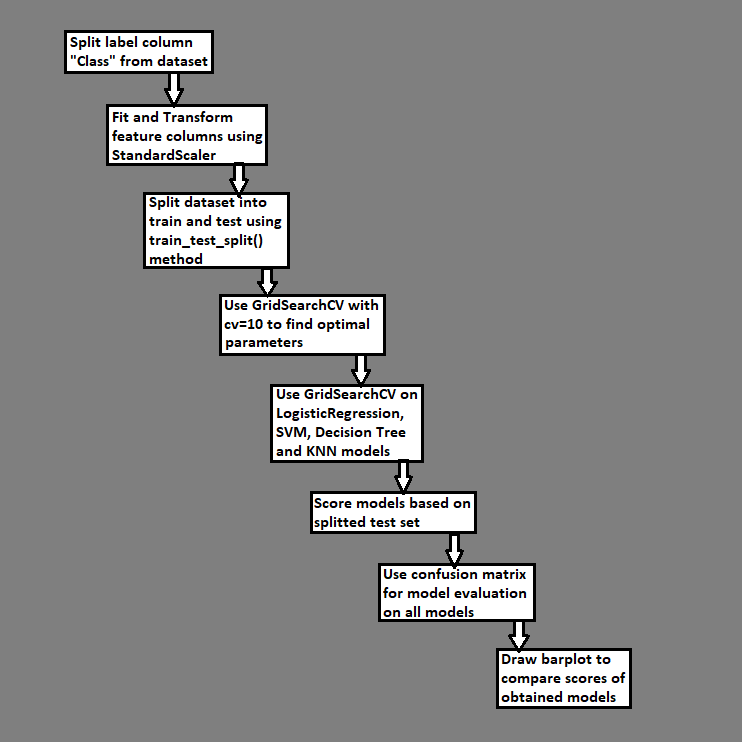 Split label column
"Class" from dataset
Fit and Transform
feature columns using
StandardScaler
Split dataset into
train and test using
train_test_split()
method
Use GridSearchCV with
cv=10 to find optimal
parameters
Use GridSearchCV on
LogisticRegression,
SVM, Decision Tree
and KNN models
Score models based on
splitted test set
Use confusion matrix
for model evaluation
on all models
Draw barplot to
compare scores of
obtained models